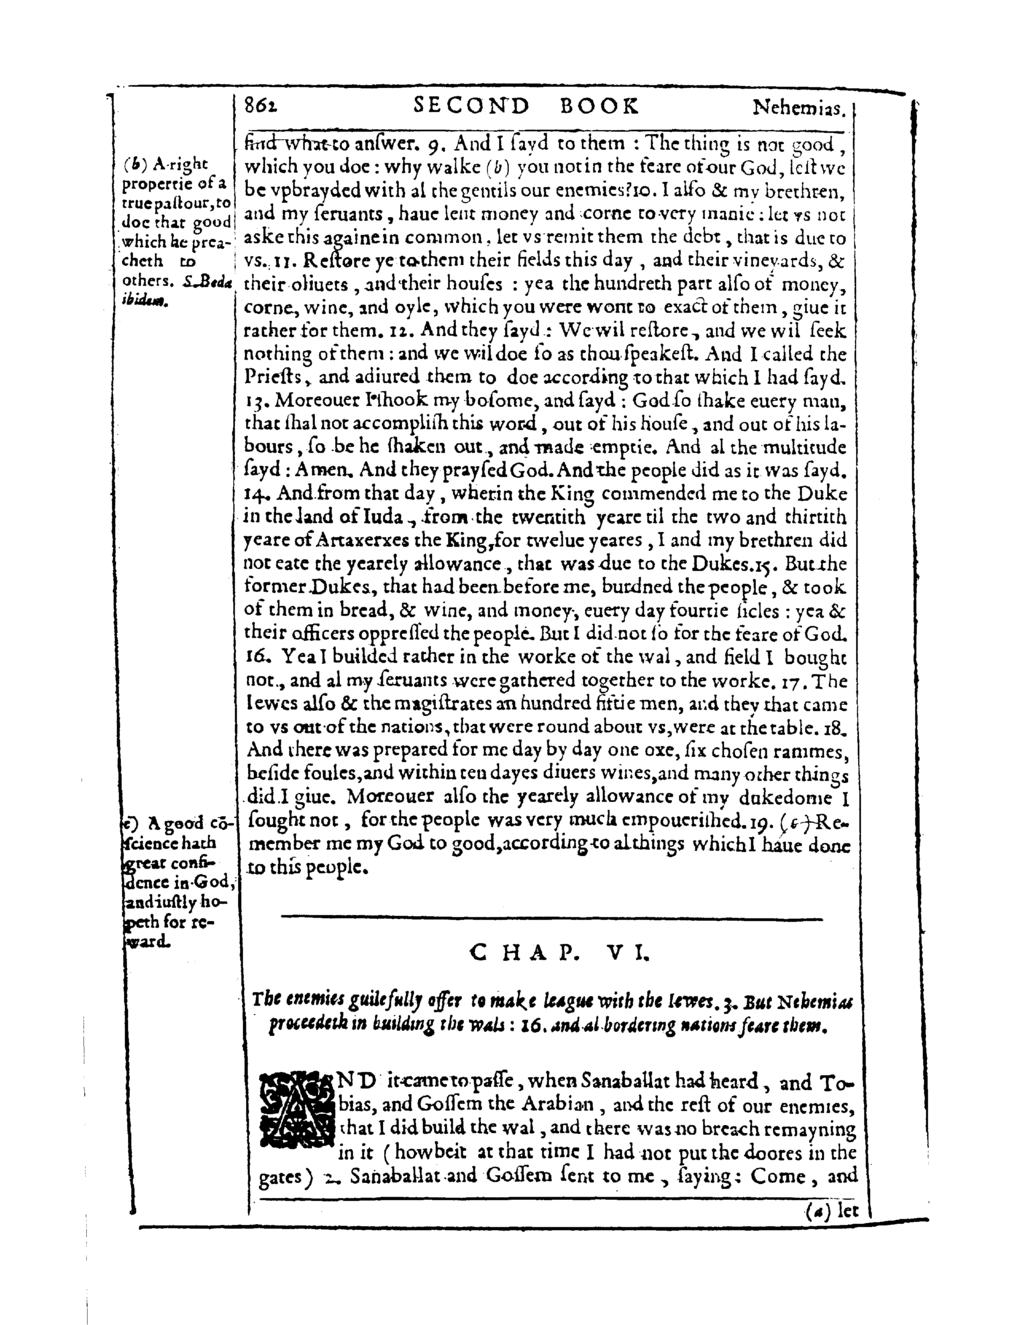 862 SECOND BOOK Nehemias.
(b) A right
propertie of a
true paſtour, to
doe that good
which he prea-
cheth to
others. S. Beda
ibidem.
find what to anſwer. 9. And I ſayd to them : The thing is not good,
which you doe : why walke (b) you not in the feare of our God, leſt we
be vpbrayded with al the gentils our enemies? 10. I alſo & my brethren,
and my ſeruants, haue lent money and corne to very manie : let vs not
aske this againe in common, let vs remit them the debt, that is due to
vs. 11. Reſtore ye to them their fields this day, and their vineyards, &
their oliuets, and their houſes : yea the hundreth part alſo of money,
corne, wine, and oyle, which you were wont to exact of them, giue it
rather for them. 12. And they ſayd : We wil reſtore, and we wil ſeek
nothing of them : and we wil doe ſo as thou ſpeakeſt. And I called the
Prieſts, and adiured them to doe according to that which I had ſayd.
13. Moreouer I ſhook my boſome, and ſayd : God ſo ſhake euery man,
that ſhal not accompliſh this word, out of his houſe, and out of his la-
bours, ſo be he ſhaken out, and made emptie. And al the multitude
ſayd : Amen. And they prayſed God. And the people did as it was ſayd.
14. And from that day, wherin the King commended me to the Duke
in the land of Iuda, from the twentith yeare til the two and thirtith
yeare of Artaxerxes the King, for twelue yeares, I and my brethren did
not eate the yearely allowance, that was due to the Dukes. 15. But the
former Dukes, that had been before me, burdned the people, & took
of them in bread, & wine, and money, euery day fourtie ſicles : yea &
their officers oppreſſed the people. But I did not ſo for the feare of God.
16. Yea I builded rather in the worke of the wal, and field I bought
not, and al my ſeruants were gathered together to the worke. 17. The
Iewes alſo & the magiſtrates an hundred fiftie men, and they that came
to vs out of the nations, that were round about vs, were at the table. 18.
And there was prepared for me day by day one oxe, ſix choſen rammes,
beſide foules, and within ten dayes diuers wines, and many other things
did I giue. Moreouer alſo the yearely allowance of my dukedome I
ſought not, for the people was very much empoueriſhed. 19. (c) Re-
member me my God to good, according to al things which I haue done
to this people.
c) A good cō-
ſcience hath
great confi-
dence in God,
and iuſtly ho-
peth for re-
ward.
CHAP. VI.
The enemies guilefully offer to make league with the Iewes. 3. But Nehemias
proceedeth in building the wals : 16. and al bordering nations feare them.
AND it came to paſſe, when Sanaballat had heard, and To-
bias, and Goſſem the Arabian, and the reſt of our enemies,
that I did build the wal, and there was no breach remayning
in it (howbeit at that time I had not put the doores in the
gates) 2. Sanaballat and Goſſem ſent to me, ſaying : Come, and
(a) let